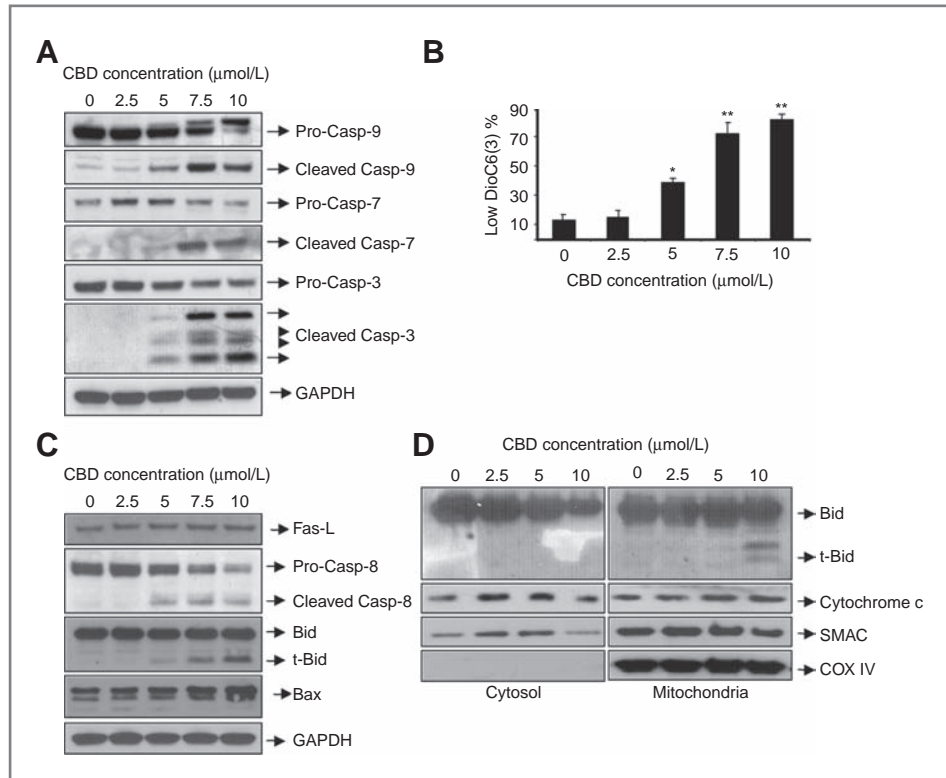 A
CBD concentration (μmol/L)
0 2.5 5 7.5 10
Pro-Casp-9
Cleaved Casp-9
Pro-Casp-7
Cleaved Casp-7
Pro-Casp-3
Cleaved Casp-3
GAPDH
B
Low DioC6(3) %
90
70
50
30
10
* ** **
0 2.5 5 7.5 10
CBD concentration (μmol/L)
C
CBD concentration (μmol/L)
0 2.5 5 7.5 10
Fas-L
Pro-Casp-8
Cleaved Casp-8
Bid
t-Bid
Bax
GAPDH
D
CBD concentration (μmol/L)
0 2.5 5 10 0 2.5 5 10
Bid
t-Bid
Cytochrome c
SMAC
COX IV
Cytosol Mitochondria